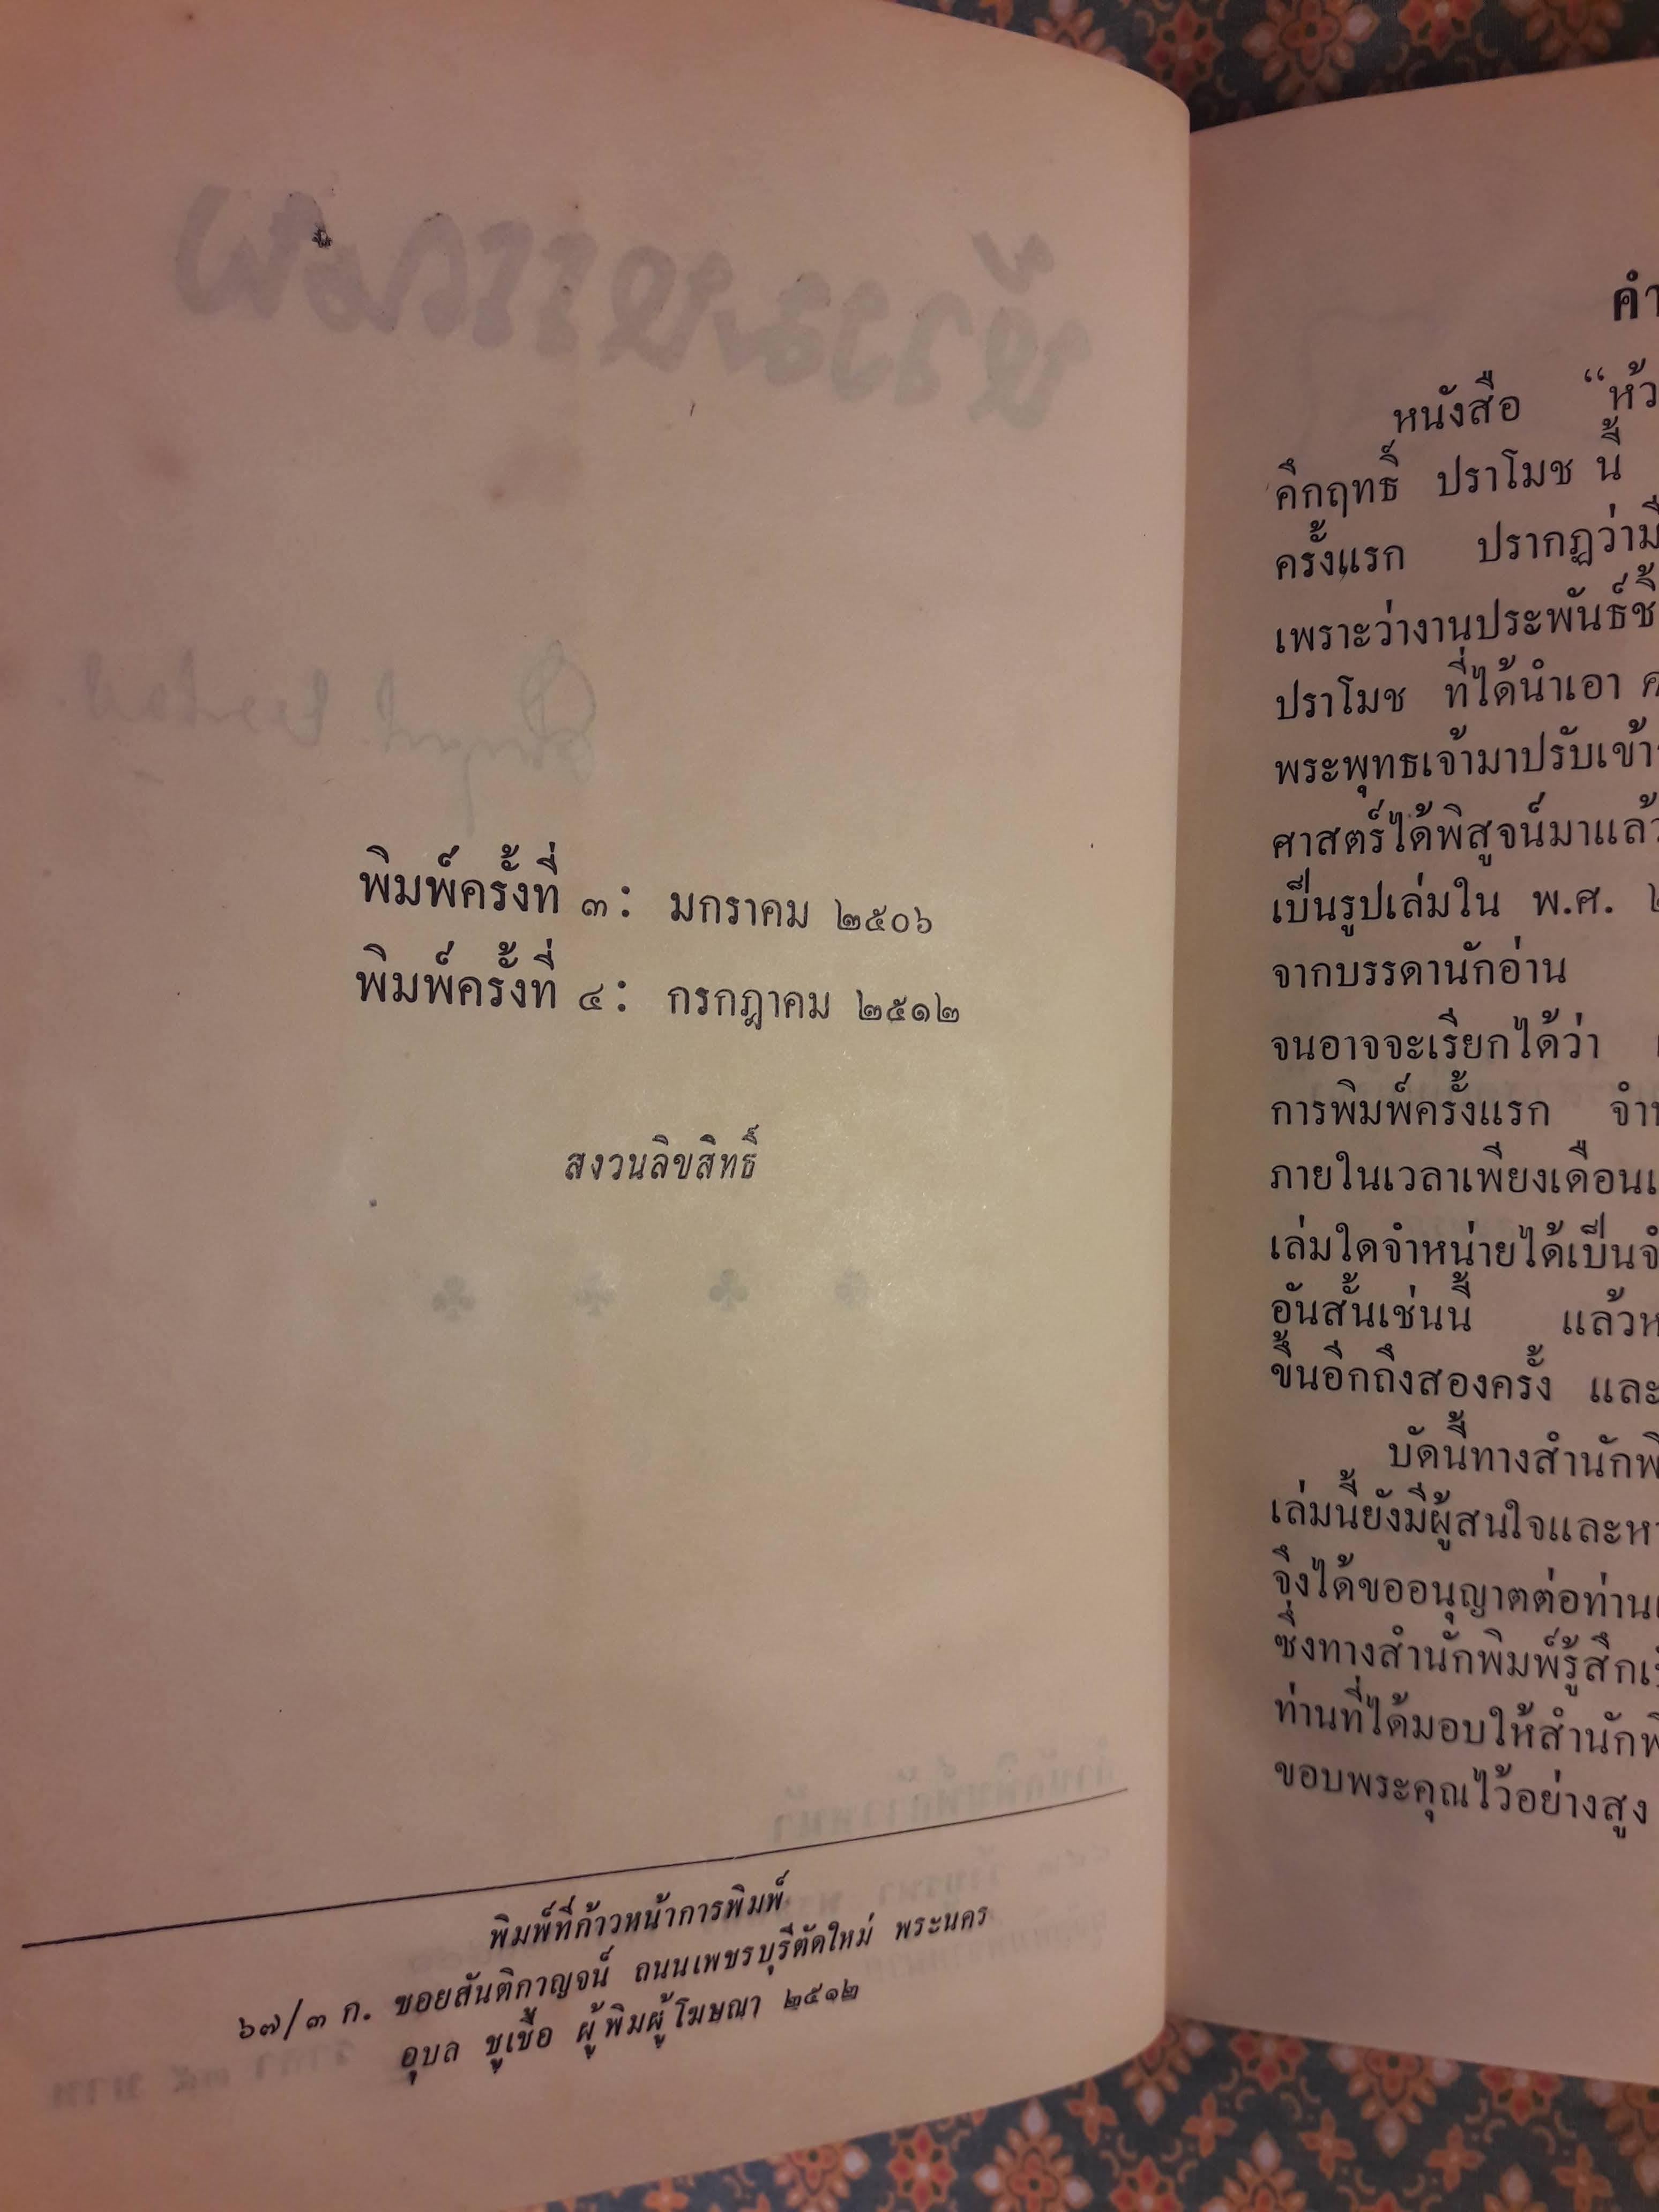 พิมพ์ครั้งที่ ๓: มกราคม ๒๕๐๖
พิมพ์ครั้งที่ ๔: กรกฎาคม ๒๕๑๒
สงวนลิขสิทธิ์
พิมพ์ที่ก้าวหน้าการพิมพ์
๖๗/๓ ก. ซอยสันติกาญจน์ ถนนเพชรบุรีตัดใหม่ พระนคร
อุบล ชูเชื้อ ผู้พิมผู้โฆษณา ๒๕๑๒
คำ
หนังสือ “ห้ว
คึกฤทธิ์ ปราโมช นี้
ครั้งแรก ปรากฏว่ามี
เพราะว่างานประพันธ์ชิ้
ปราโมช ที่ได้นำเอา ค
พระพุทธเจ้ามาปรับเข้า
ศาสตร์ได้พิสูจน์มาแล้ว
เป็นรูปเล่มใน พ.ศ. ๒
จากบรรดานักอ่าน
จนอาจจะเรียกได้ว่า
การพิมพ์ครั้งแรก จำห
ภายในเวลาเพียงเดือนเ
เล่มใดจำหน่ายได้เป็นจำ
อันสั้นเช่นนี้ แล้วห
ขึ้นอีกถึงสองครั้ง และ
บัดนี้ทางสำนักพิ
เล่มนี้ยังมีผู้สนใจและหา
จึงได้ขออนุญาตต่อท่านเ
ซึ่งทางสำนักพิมพ์รู้สึกเ
ท่านที่ได้มอบให้สำนักพิ
ขอบพระคุณไว้อย่างสูง